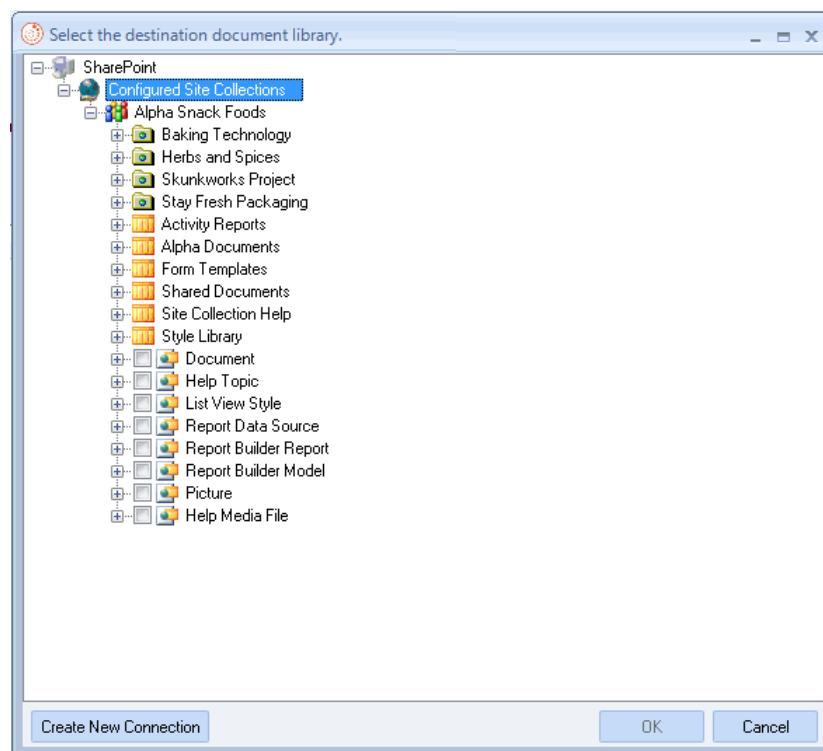 Select the destination document library.
SharePoint
Configured Site Collections
Alpha Snack Foods
Baking Technology
Herbs and Spices
Skunkworks Project
Stay Fresh Packaging
Activity Reports
Alpha Documents
Form Templates
Shared Documents
Site Collection Help
Style Library
Document
Help Topic
List View Style
Report Data Source
Report Builder Report
Report Builder Model
Picture
Help Media File
Create New Connection OK Cancel